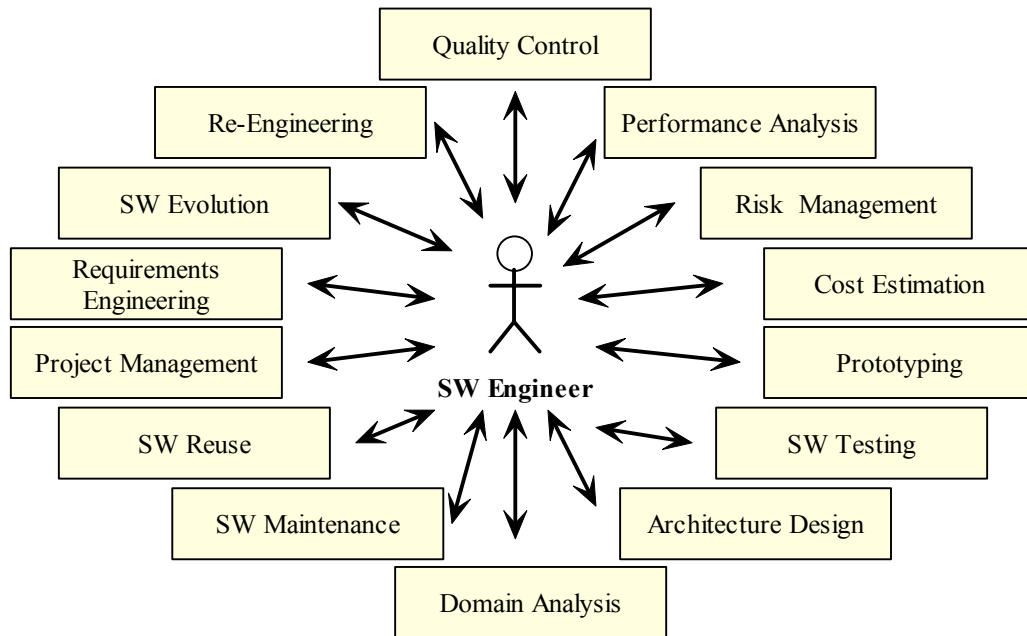 Quality Control
Re-Engineering
Performance Analysis
SW Evolution
Risk Management
Requirements
Engineering
Cost Estimation
Project Management
Prototyping
SW Engineer
SW Reuse
SW Testing
SW Maintenance
Architecture Design
Domain Analysis